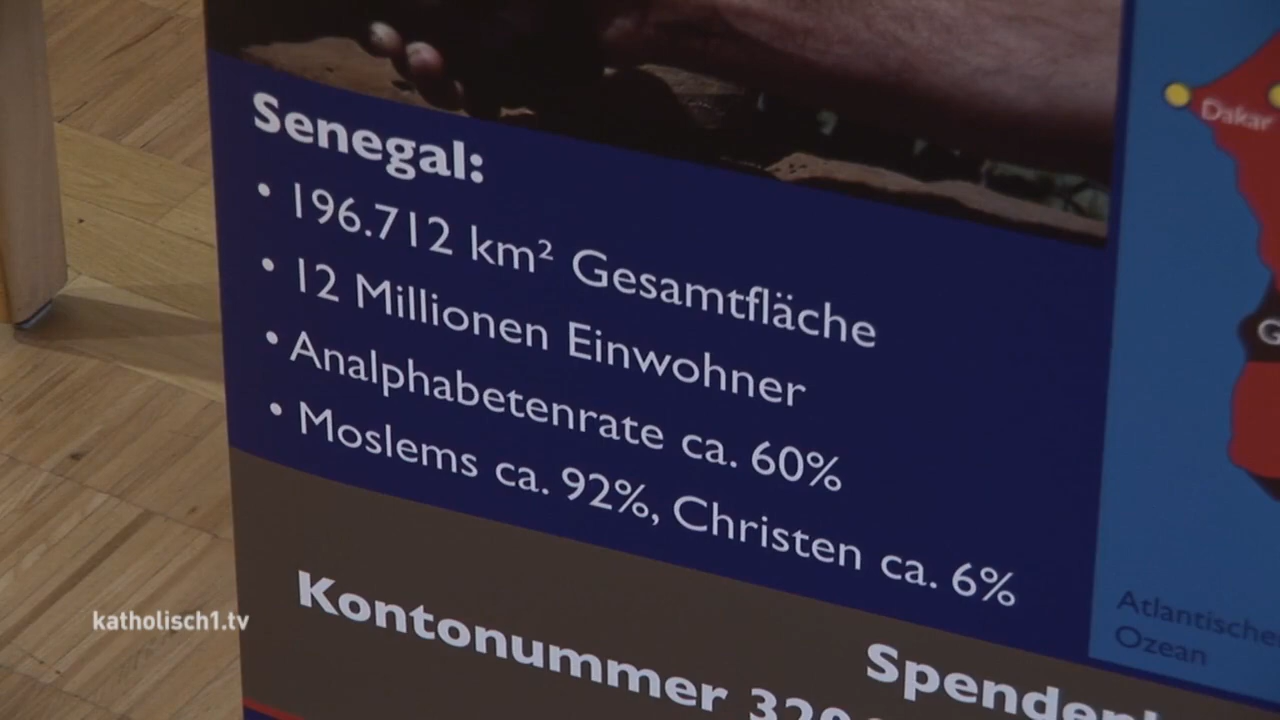 Senegal:
• 196.712 km² Gesamtfläche
• 12 Millionen Einwohner
• Analphabetenrate ca. 60%
• Moslems ca. 92%, Christen ca. 6%
Kontonummer
Dakar
Ozean
katholisch1.tv